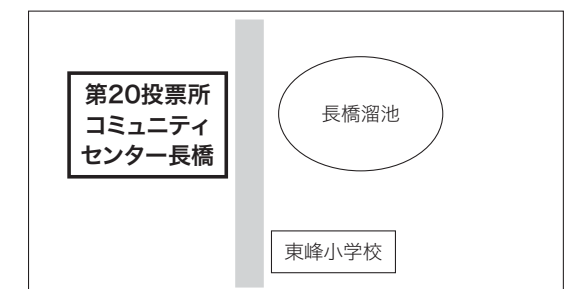 第20投票所
コミュニティ
センター長橋
長橋溜池
東峰小学校